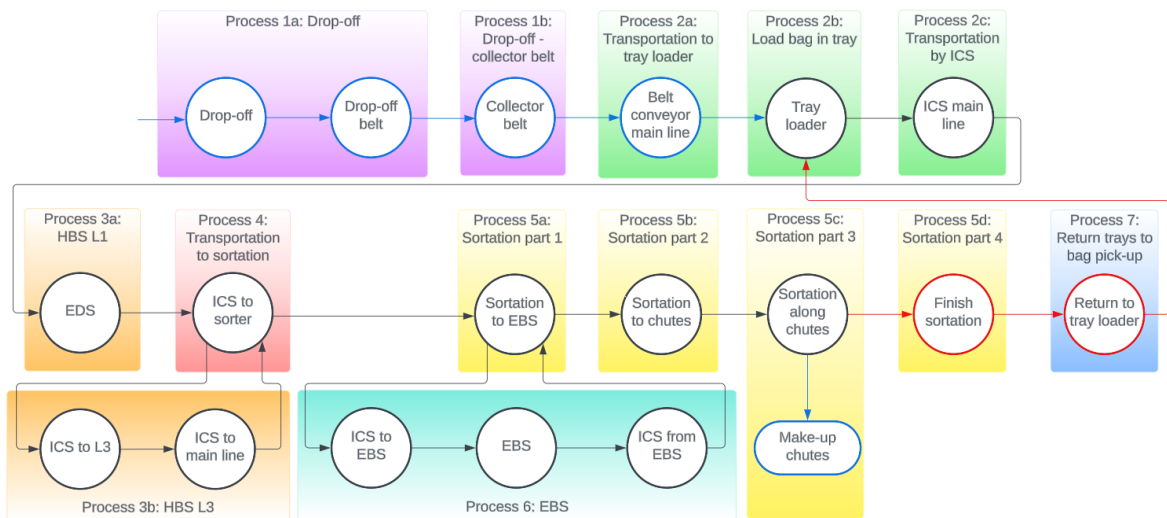 Process 1a: Drop-off
Process 1b:
Drop-off -
collector belt
Process 2a:
Transportation to
tray loader
Process 2b:
Load bag in tray
Process 2c:
Transportation
by ICS
Drop-off
Drop-off
belt
Collector
belt
Belt
conveyor
main line
Tray
loader
ICS main
line
Process 3a:
HBS L1
Process 4:
Transportation
to sortation
Process 5a:
Sortation part 1
Process 5b:
Sortation part 2
Process 5c:
Sortation part 3
Process 5d:
Sortation part 4
Process 7:
Return trays to
bag pick-up
EDS
ICS to
sorter
Sortation
to EBS
Sortation
to chutes
Sortation
along
chutes
Finish
sortation
Return to
tray loader
ICS to L3
ICS to
main line
ICS to
EBS
EBS
ICS from
EBS
Make-up
chutes
Process 3b: HBS L3
Process 6: EBS